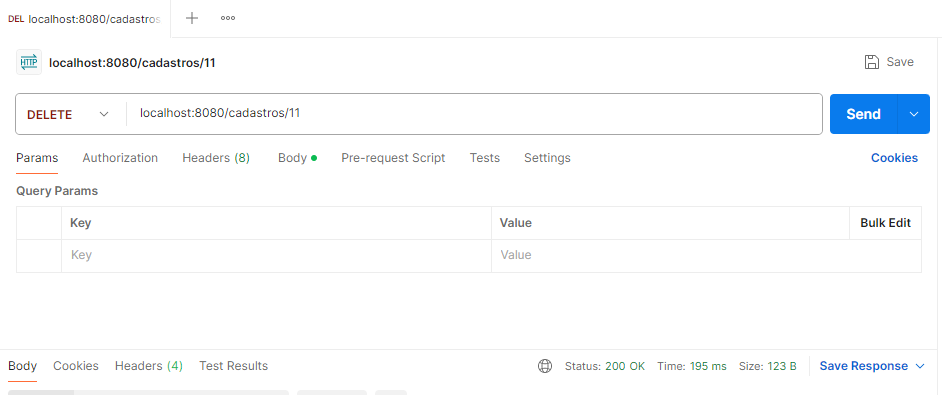 DEL localhost:8080/cadastros
HTTP localhost:8080/cadastros/11 Save
DELETE localhost:8080/cadastros/11 Send
Params Authorization Headers (8) Body Pre-request Script Tests Settings Cookies
Query Params
Key Value Bulk Edit
Key Value
Body Cookies Headers (4) Test Results Status: 200 OK Time: 195 ms Size: 123 B Save Response